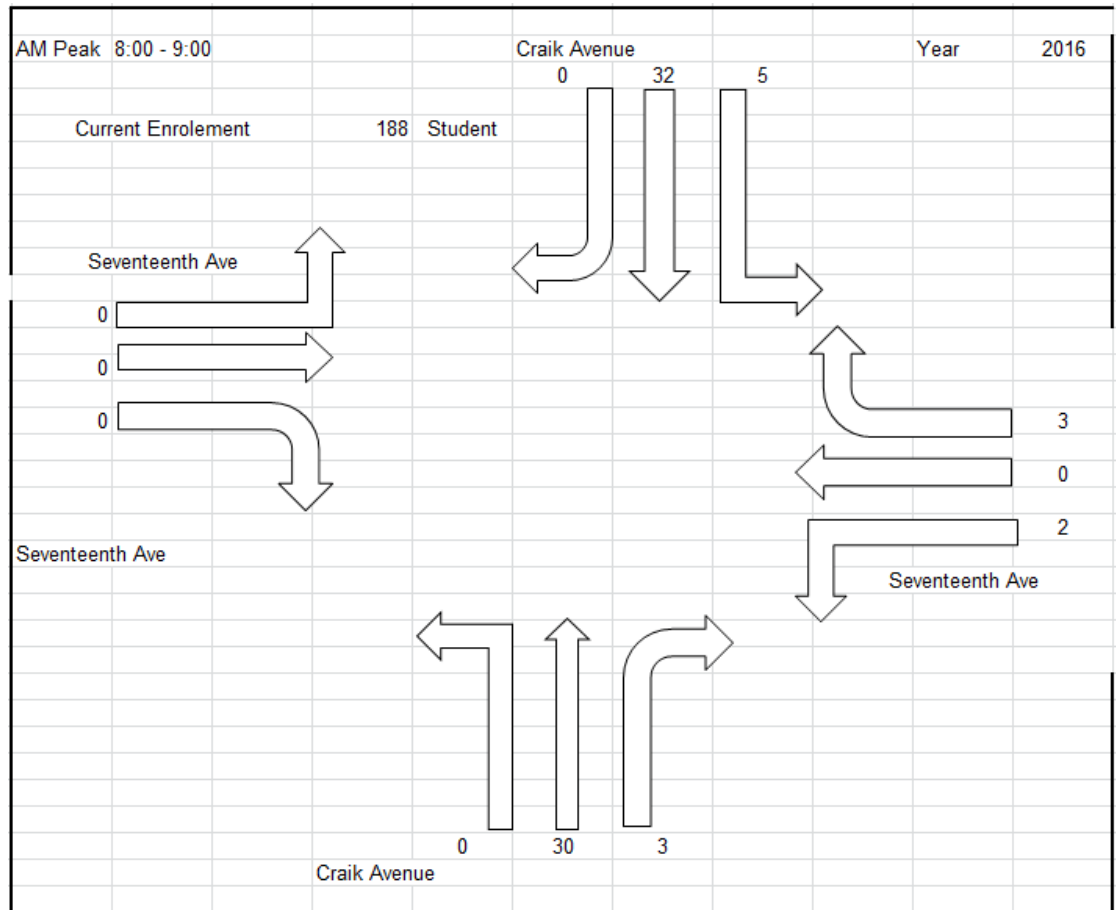 AM Peak 8:00 - 9:00 Craik Avenue Year 2016
0 32 5
Current Enrolement 188 Student
Seventeenth Ave
0
0
0
3
0
2
Seventeenth Ave
Seventeenth Ave
0 30 3
Craik Avenue